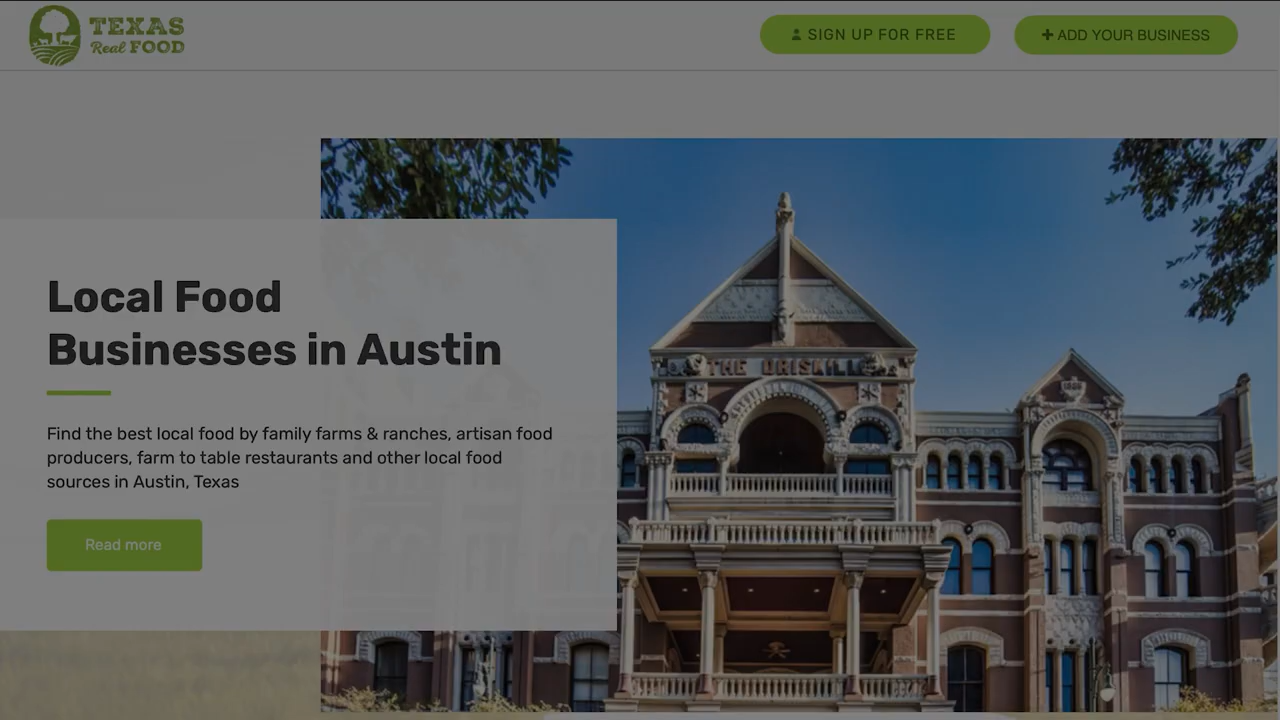 TEXAS
Real FOOD
SIGN UP FOR FREE
ADD YOUR BUSINESS
THE DRISKILL
Local Food
Businesses in Austin
Find the best local food by family farms & ranches, artisan food
producers, farm to table restaurants and other local food
sources in Austin, Texas
Read more